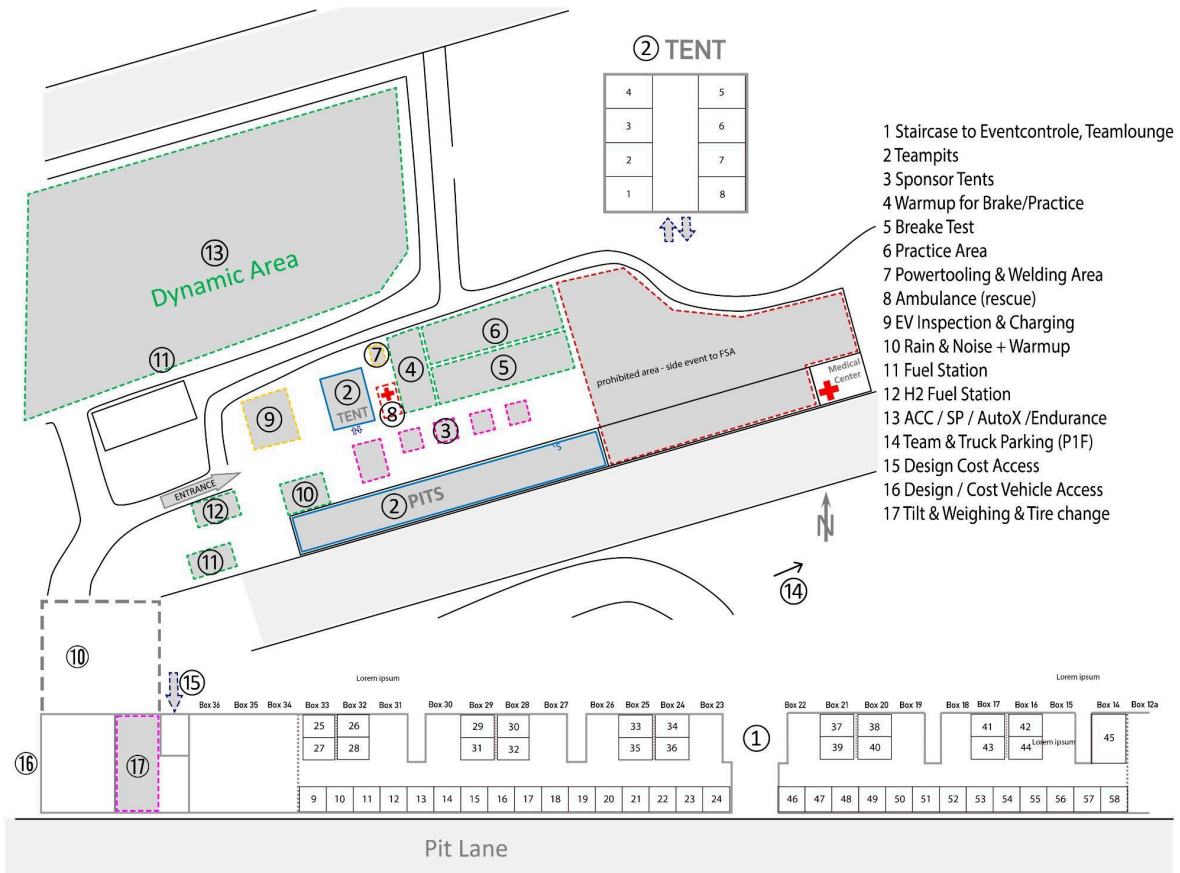 ② TENT
4 5
3 6
2 7
1 8
1 Staircase to Eventcontrole, Teamlounge
2 Teampits
3 Sponsor Tents
4 Warmup for Brake/Practice
5 Breake Test
6 Practice Area
7 Powertooling & Welding Area
8 Ambulance (rescue)
9 EV Inspection & Charging
10 Rain & Noise + Warmup
11 Fuel Station
12 H2 Fuel Station
13 ACC / SP / AutoX /Endurance
14 Team & Truck Parking (P1F)
15 Design Cost Access
16 Design / Cost Vehicle Access
17 Tilt & Weighing & Tire change
⑬
Dynamic Area
⑪
⑥
⑦
④
⑤
②
TENT
⑧
⑨
③
prohibited area - side event to FSA
Medical
Center
15
ENTRANCE
⑩
② PITS
⑫
⑪
N
⑭
⑩
⑮
Lorem ipsum
Lorem ipsum
Box 36 Box 35 Box 34 Box 33 Box 32 Box 31 Box 30 Box 29 Box 28 Box 27 Box 26 Box 25 Box 24 Box 23 Box 22 Box 21 Box 20 Box 19 Box 18 Box 17 Box 16 Box 15 Box 14 Box 12a
25 26 29 30 33 34 37 38 41 42
27 28 31 32 35 36 39 40 43 44 Lorem ipsum 45
①
⑯
⑰
9 10 11 12 13 14 15 16 17 18 19 20 21 22 23 24 46 47 48 49 50 51 52 53 54 55 56 57 58
Pit Lane